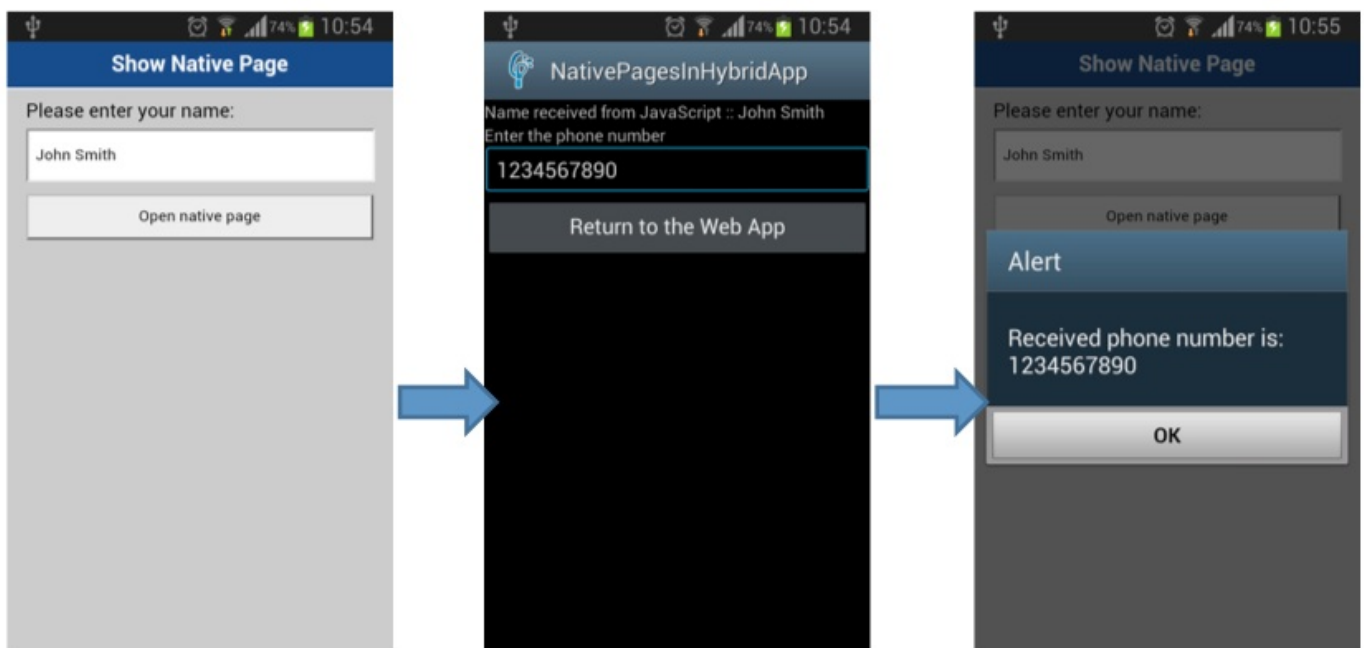 74% 10:54
Show Native Page
Please enter your name:
John Smith
Open native page
74% 10:54
NativePagesInHybridApp
Name received from JavaScript :: John Smith
Enter the phone number
1234567890
Return to the Web App
74% 10:55
Show Native Page
Please enter your name:
John Smith
Open native page
Alert
Received phone number is:
1234567890
OK